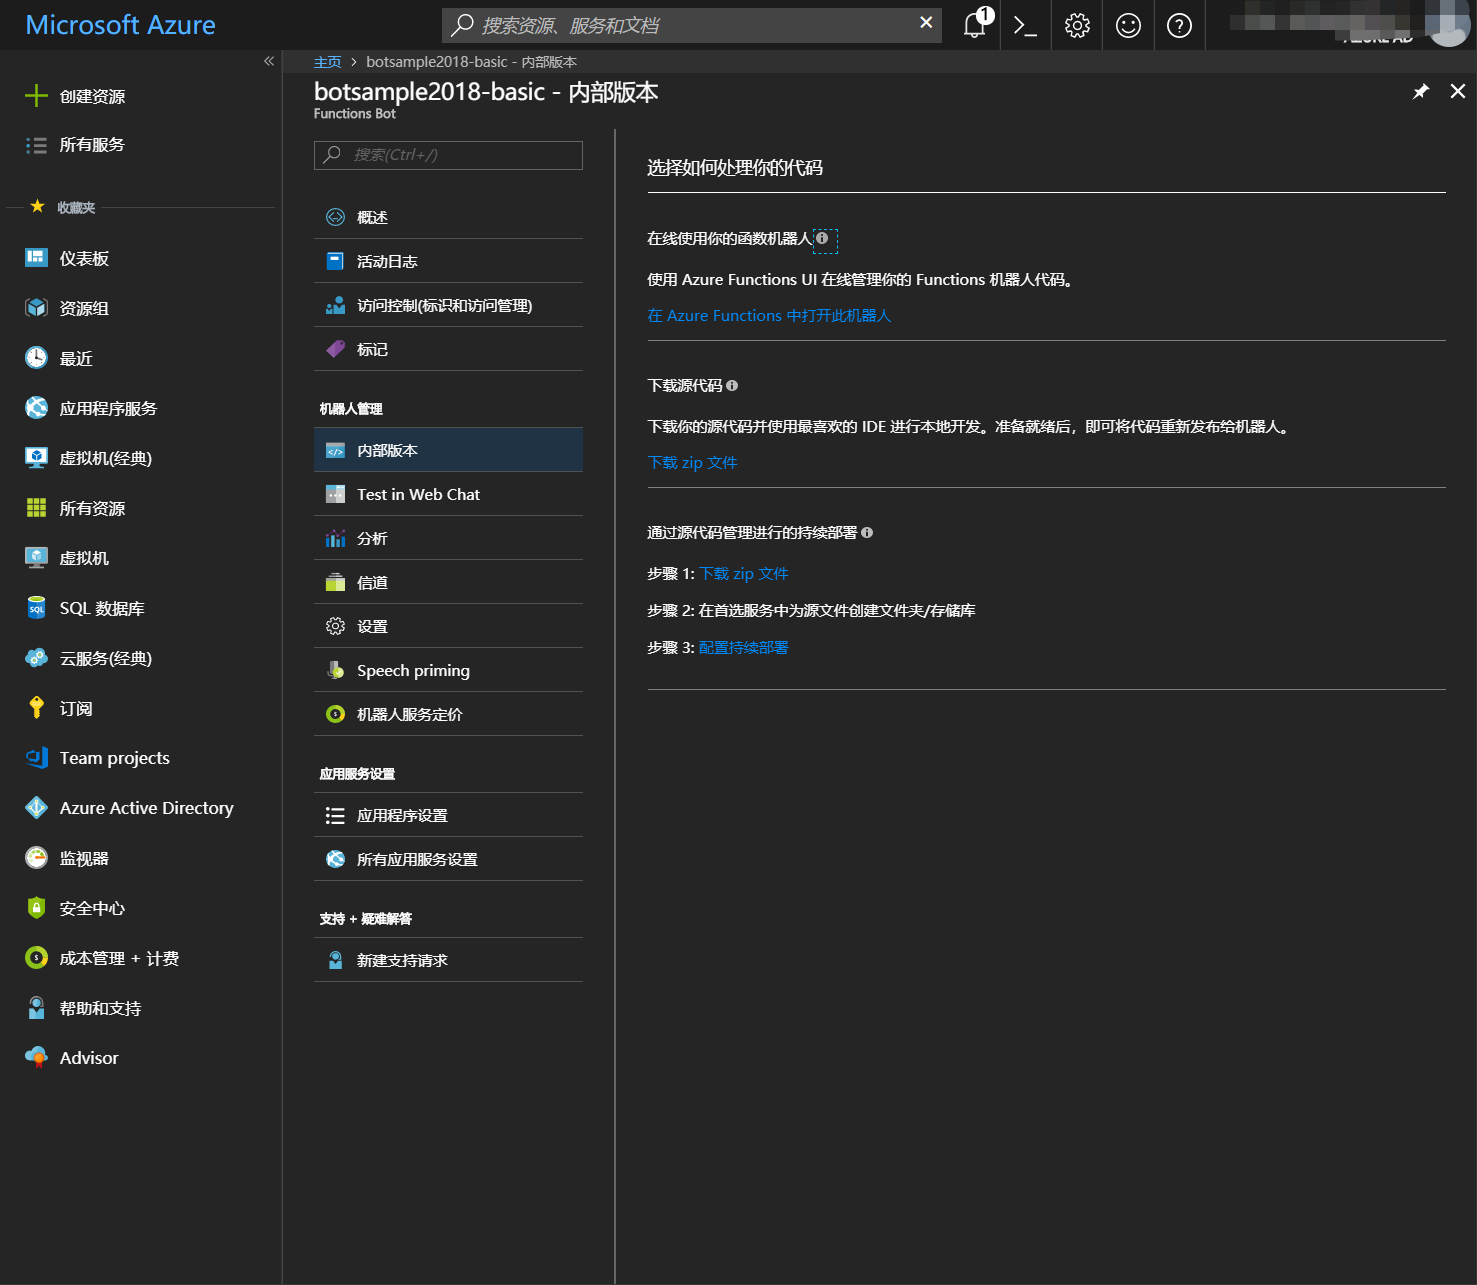 Microsoft Azure
搜索资源、服务和文档
1
AZURE AD
创建资源
所有服务
收藏夹
仪表板
资源组
最近
应用程序服务
虚拟机(经典)
所有资源
虚拟机
SQL 数据库
云服务(经典)
订阅
Team projects
Azure Active Directory
监视器
安全中心
成本管理 + 计费
帮助和支持
Advisor
主页 > botsample2018-basic - 内部版本
botsample2018-basic - 内部版本
Functions Bot
搜索(Ctrl+/)
概述
活动日志
访问控制(标识和访问管理)
标记
机器人管理
内部版本
Test in Web Chat
分析
信道
设置
Speech priming
机器人服务定价
应用服务设置
应用程序设置
所有应用服务设置
支持 + 疑难解答
新建支持请求
选择如何处理你的代码
在线使用你的函数机器人
使用 Azure Functions UI 在线管理你的 Functions 机器人代码。
在 Azure Functions 中打开此机器人
下载源代码
下载你的源代码并使用最喜欢的 IDE 进行本地开发。准备就绪后，即可将代码重新发布给机器人。
下载 zip 文件
通过源代码管理进行的持续部署
步骤 1: 下载 zip 文件
步骤 2: 在首选服务中为源文件创建文件夹/存储库
步骤 3: 配置持续部署